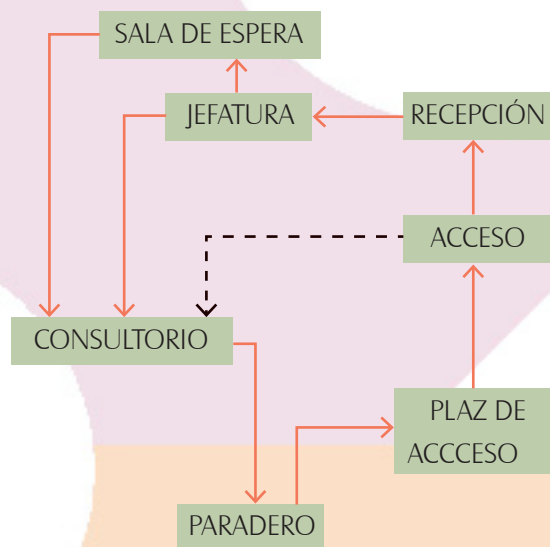 SALA DE ESPERA
JEFATURA
RECEPCIÓN
ACCESO
CONSULTORIO
PLAZ DE
ACCCESO
PARADERO